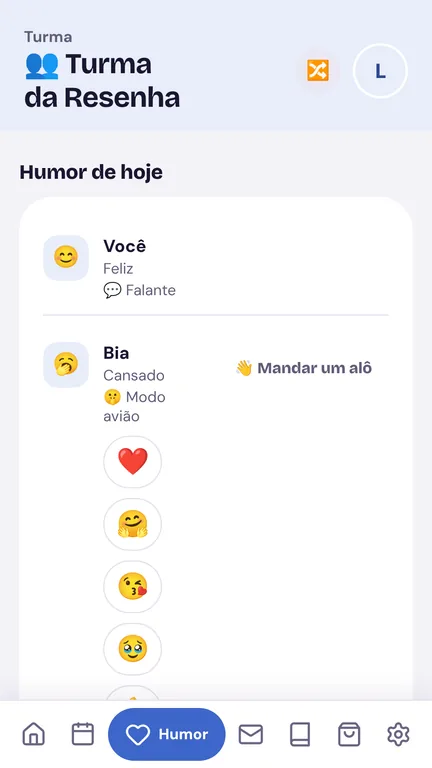 Turma
👥 Turma
da Resenha
🔀
L
Humor de hoje
😊
Você
Feliz
💬 Falante
🥱
Bia
Cansado
🤫 Modo
avião
👋 Mandar um alô
❤️
🤗
😘
🥹
Humor